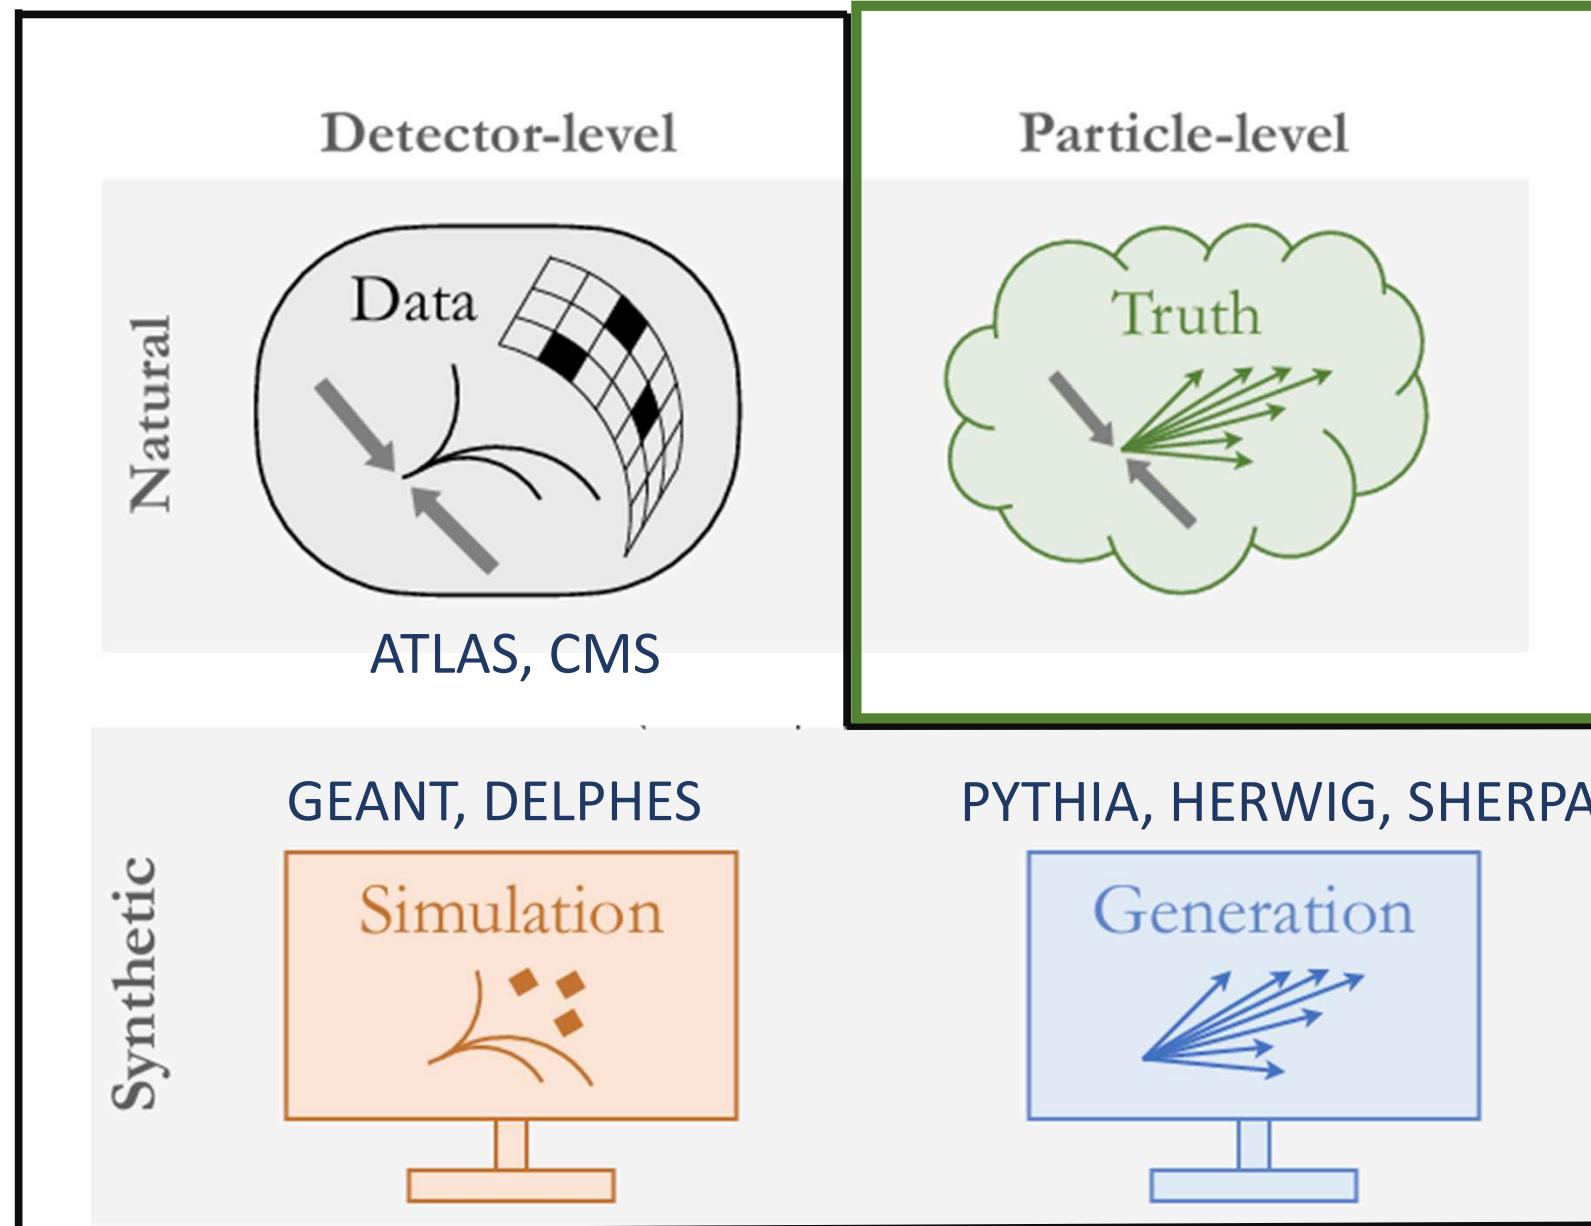 Detector-level
Particle-level
Natural
Data
Truth
ATLAS, CMS
GEANT, DELPHES
PYTHIA, HERWIG, SHERPA
Synthetic
Simulation
Generation